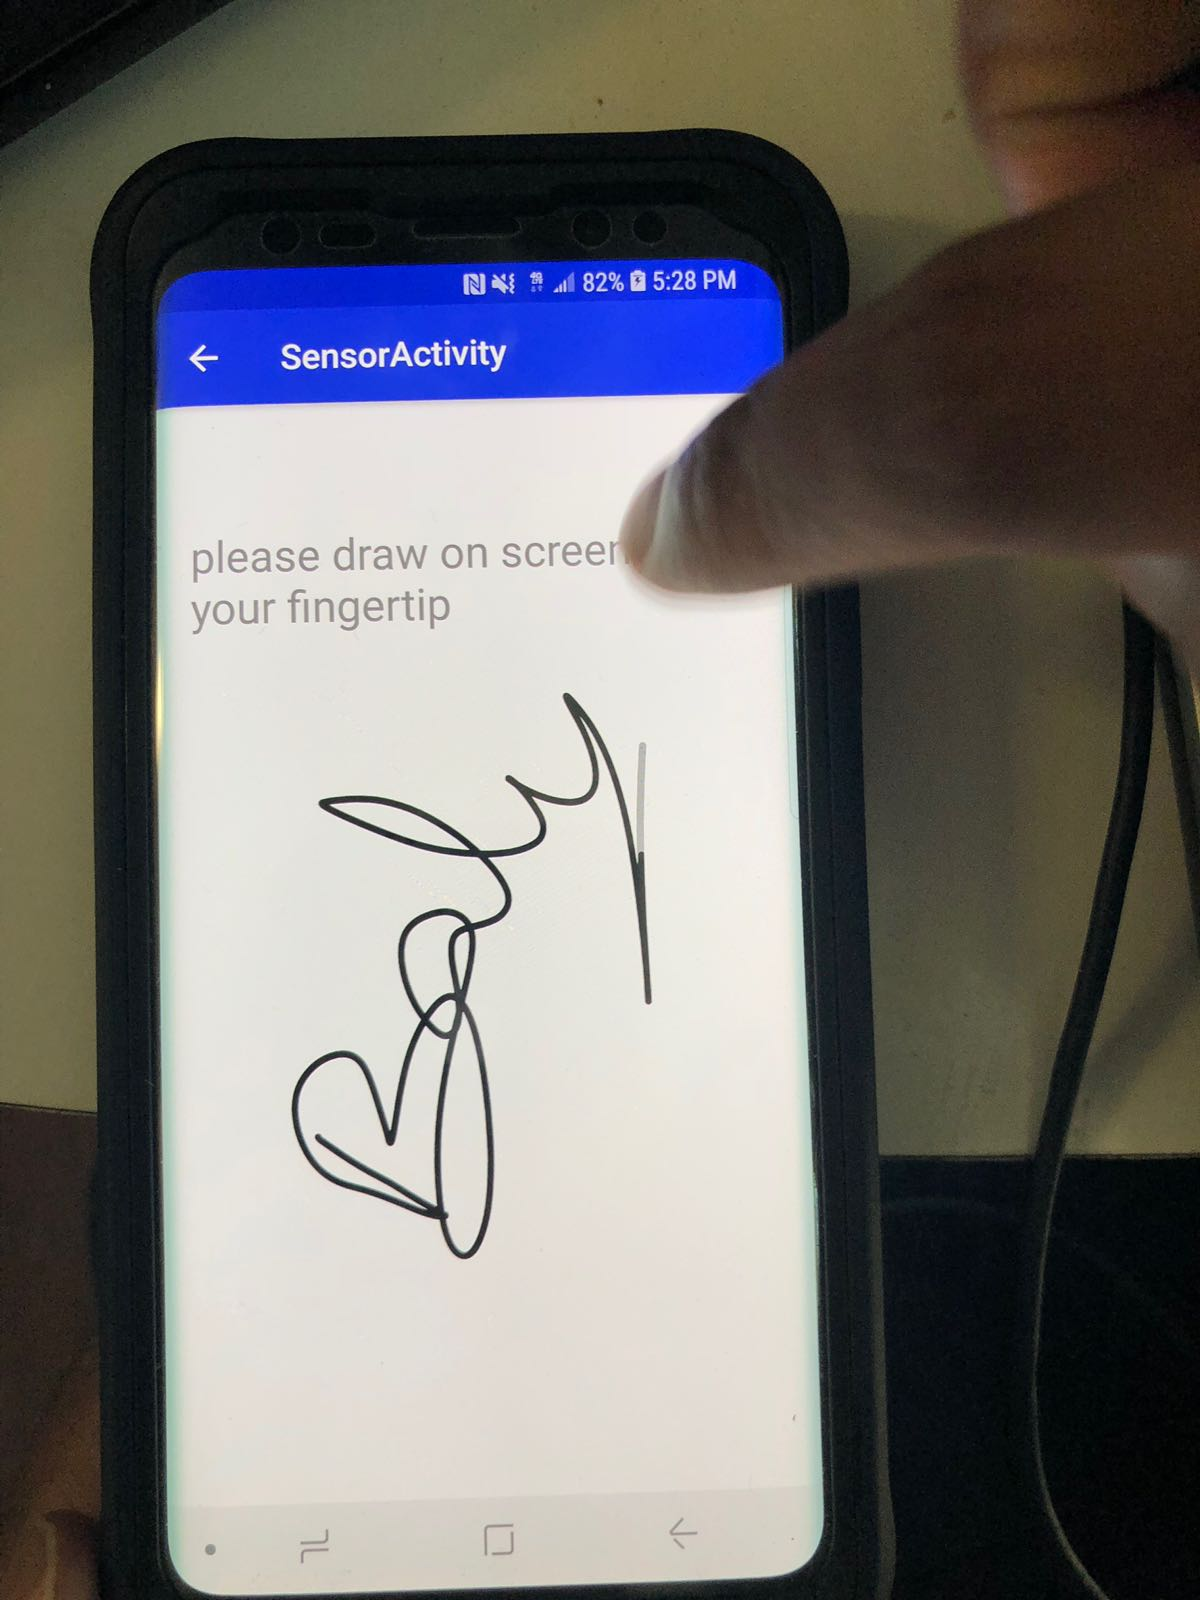 82% 5:28 PM
SensorActivity
please draw on screen
your fingertip